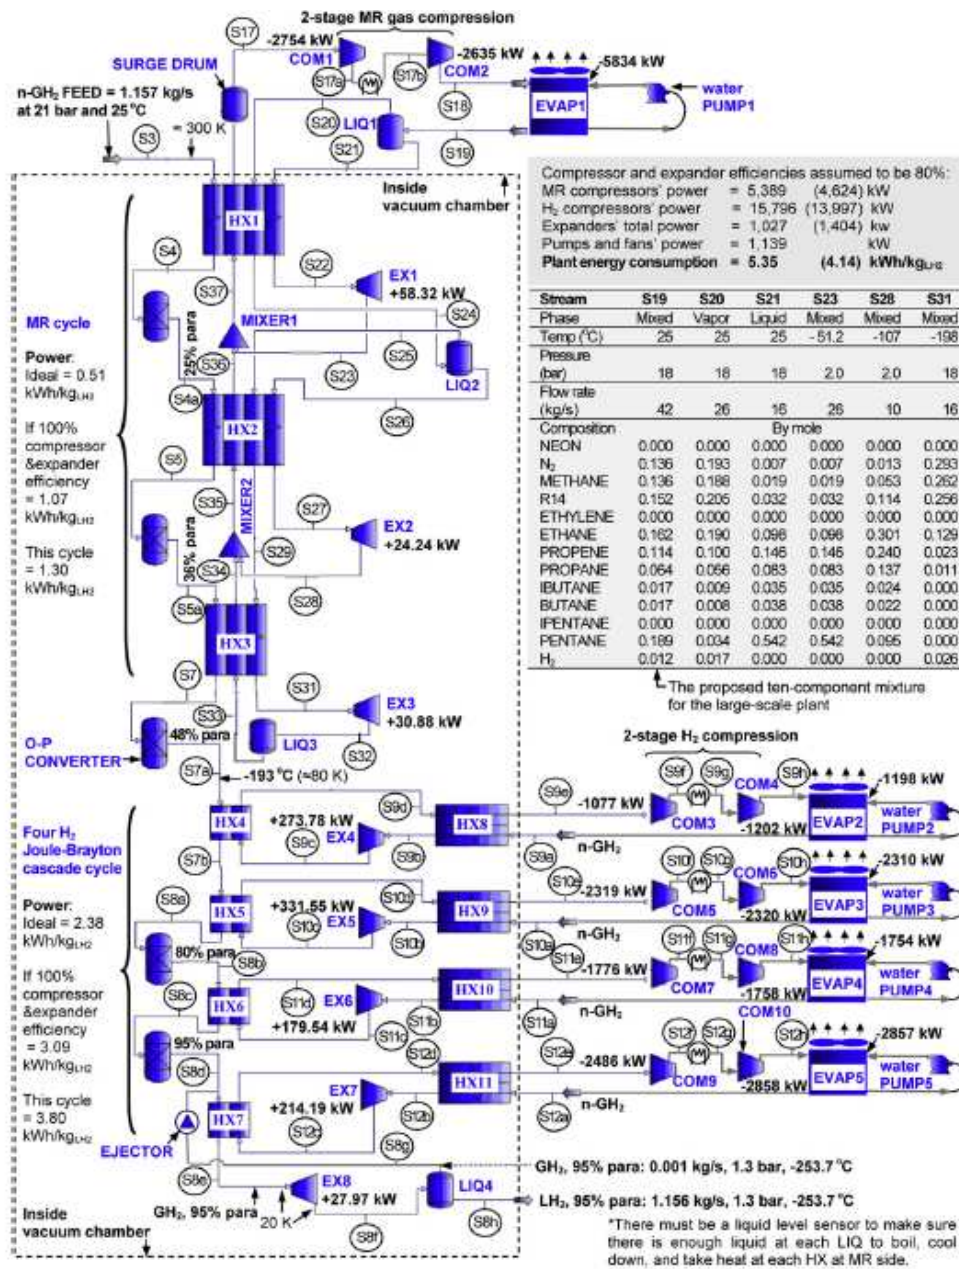 2-stage MR gas compression
S17
-2754 kW
COM1
S17a
S17b
-2635 kW
COM2
S18
-5834 kW
EVAP1
water
PUMP1
SURGE DRUM
n-GH₂ FEED = 1.157 kg/s
at 21 bar and 25 °C
S3
≈ 300 K
S20
LIQ1
S21
S19
Inside
vacuum chamber
HX1
S4
S37
S22
EX1
+58.32 kW
S24
MR cycle
MIXER1
S25
25% para
S36
S23
LIQ2
Power:
Ideal = 0.51
kWh/kgLH2
S4a
HX2
S26
If 100%
compressor
&expander
efficiency
= 1.07
kWh/kgLH2
S5
S35
MIXER2
S27
EX2
+24.24 kW
36% para
S34
S29
This cycle
= 1.30
kWh/kgLH2
S5a
S28
HX3
S7
S31
EX3
+30.88 kW
S33
48% para
LIQ3
S32
O-P
CONVERTER
S7a
-193 °C (≈80 K)
Compressor and expander efficiencies assumed to be 80%:
MR compressors' power = 5,389 (4,624) kW
H₂ compressors' power = 15,796 (13,997) kW
Expanders' total power = 1,027 (1,404) kw
Pumps and fans' power = 1,139 kW
Plant energy consumption = 5.35 (4.14) kWh/kgLH2
Stream S19 S20 S21 S23 S28 S31
Phase Mixed Vapor Liquid Mixed Mixed Mixed
Temp (°C) 25 25 25 -51.2 -107 -198
Pressure
(bar) 18 18 18 2.0 2.0 18
Flow rate
(kg/s) 42 26 16 26 10 16
Composition By mole
NEON 0.000 0.000 0.000 0.000 0.000 0.000
N₂ 0.136 0.193 0.007 0.007 0.013 0.293
METHANE 0.136 0.188 0.019 0.019 0.053 0.262
R14 0.152 0.205 0.032 0.032 0.114 0.256
ETHYLENE 0.000 0.000 0.000 0.000 0.000 0.000
ETHANE 0.162 0.190 0.098 0.098 0.301 0.129
PROPENE 0.114 0.100 0.146 0.146 0.240 0.023
PROPANE 0.064 0.056 0.083 0.083 0.137 0.011
IBUTANE 0.017 0.009 0.035 0.035 0.024 0.000
BUTANE 0.017 0.008 0.038 0.038 0.022 0.000
IPENTANE 0.000 0.000 0.000 0.000 0.000 0.000
PENTANE 0.189 0.034 0.542 0.542 0.095 0.000
H₂ 0.012 0.017 0.000 0.000 0.000 0.026
The proposed ten-component mixture
for the large-scale plant
2-stage H₂ compression
HX4
S9d
HX8
S9e
-1077 kW
S9f
S9g
COM4
S9h
-1198 kW
+273.78 kW
EX4
S9c
S9b
S9a
n-GH₂
COM3
-1202 kW
EVAP2
water
PUMP2
Four H₂
Joule-Brayton
cascade cycle
S7b
S8a
HX5
S10d
HX9
S10e
-2319 kW
S10f
S10g
COM6
S10h
-2310 kW
+331.55 kW
EX5
S10c
S10b
S10a
n-GH₂
COM5
-2320 kW
EVAP3
water
PUMP3
Power:
Ideal = 2.38
kWh/kgLH2
80% para
S8b
S8c
HX6
S11d
HX10
S11e
-1776 kW
S11f
S11g
COM8
S11h
-1754 kW
EX6
+179.54 kW
S11c
S11b
S11a
n-GH₂
COM7
-1758 kW
EVAP4
water
PUMP4
If 100%
compressor
&expander
efficiency
= 3.09
kWh/kgLH2
95% para
S8d
S12d
HX11
S12e
-2486 kW
S12f
S12g
COM10
S12h
-2857 kW
EX7
+214.19 kW
S12c
S12b
S12a
n-GH₂
COM9
-2858 kW
EVAP5
water
PUMP5
This cycle
= 3.80
kWh/kgLH2
HX7
EJECTOR
S8g
S8e
EX8
+27.97 kW
LIQ4
GH₂, 95% para
20 K
S8f
S8h
GH₂, 95% para: 0.001 kg/s, 1.3 bar, -253.7 °C
LH₂, 95% para: 1.156 kg/s, 1.3 bar, -253.7 °C
Inside
vacuum chamber
*There must be a liquid level sensor to make sure
there is enough liquid at each LIQ to boil, cool
down, and take heat at each HX at MR side.